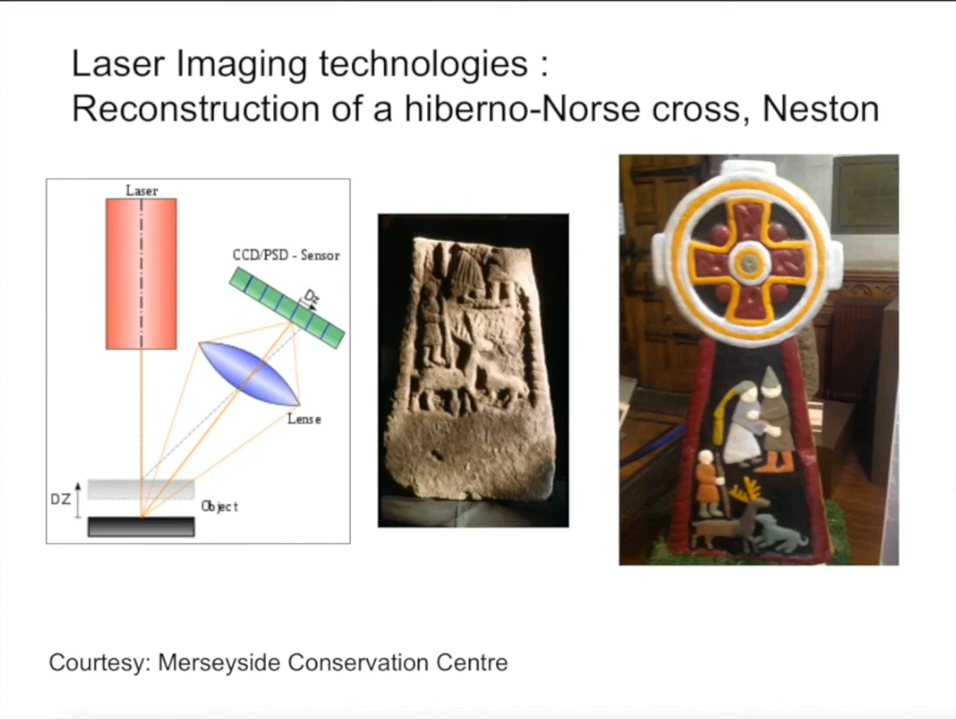 Laser Imaging technologies :
Reconstruction of a hiberno-Norse cross, Neston
Laser
CCD/PSD - Sensor
Dz
Lense
DZ
Object
Courtesy: Merseyside Conservation Centre